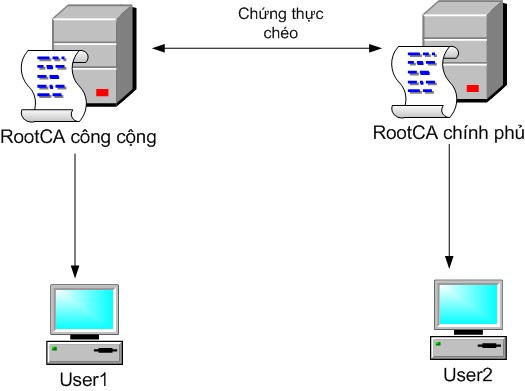 Chứng thực
chéo
RootCA công cộng
RootCA chính phủ
User1
User2